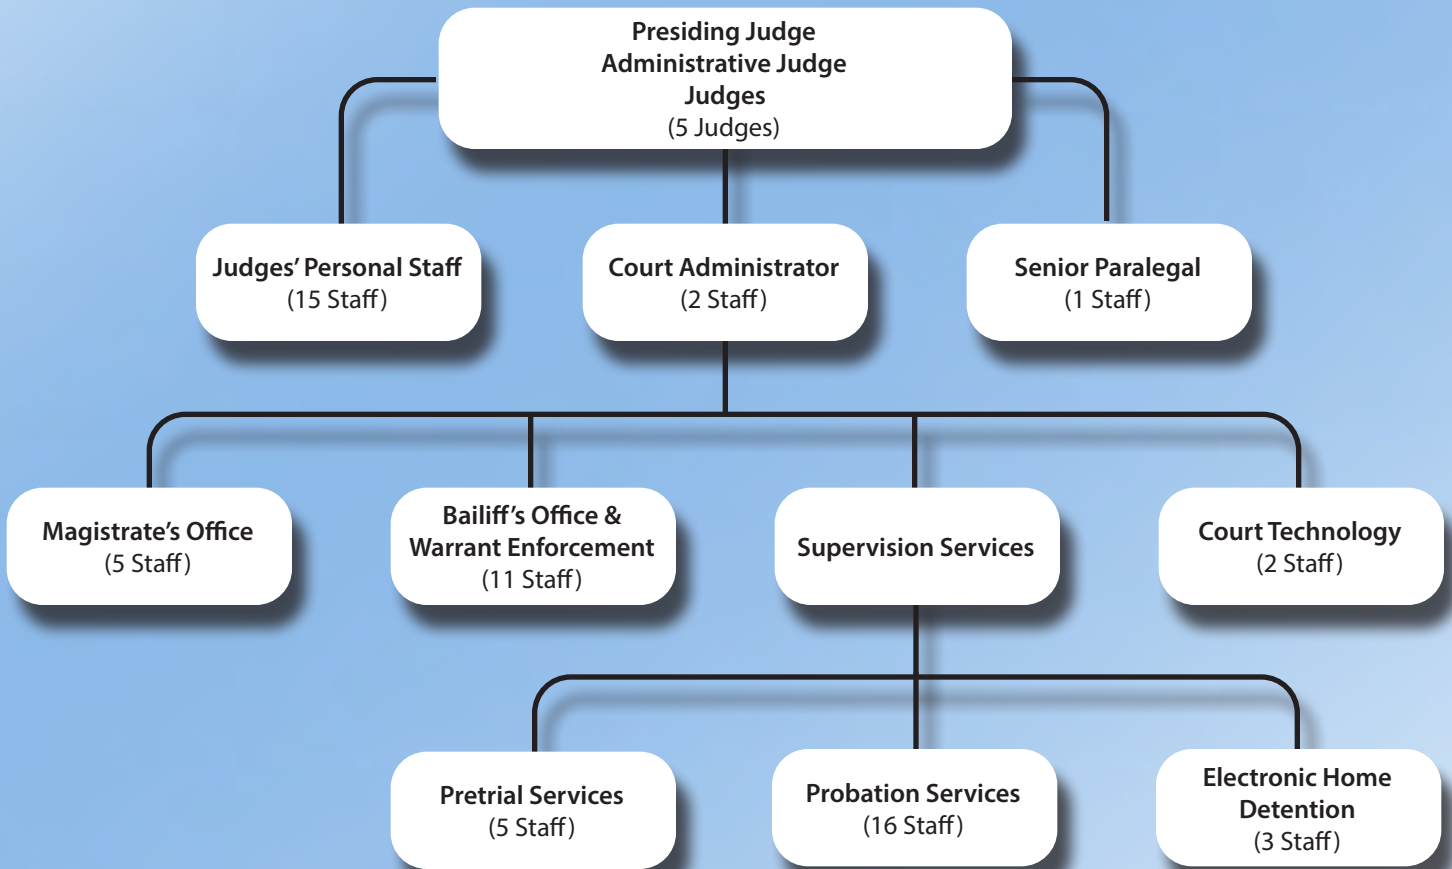 Presiding Judge
Administrative Judge
Judges
(5 Judges)
Judges’ Personal Staff
(15 Staff)
Court Administrator
(2 Staff)
Senior Paralegal
(1 Staff)
Magistrate’s Office
(5 Staff)
Bailiff’s Office &
Warrant Enforcement
(11 Staff)
Supervision Services
Court Technology
(2 Staff)
Pretrial Services
(5 Staff)
Probation Services
(16 Staff)
Electronic Home
Detention
(3 Staff)